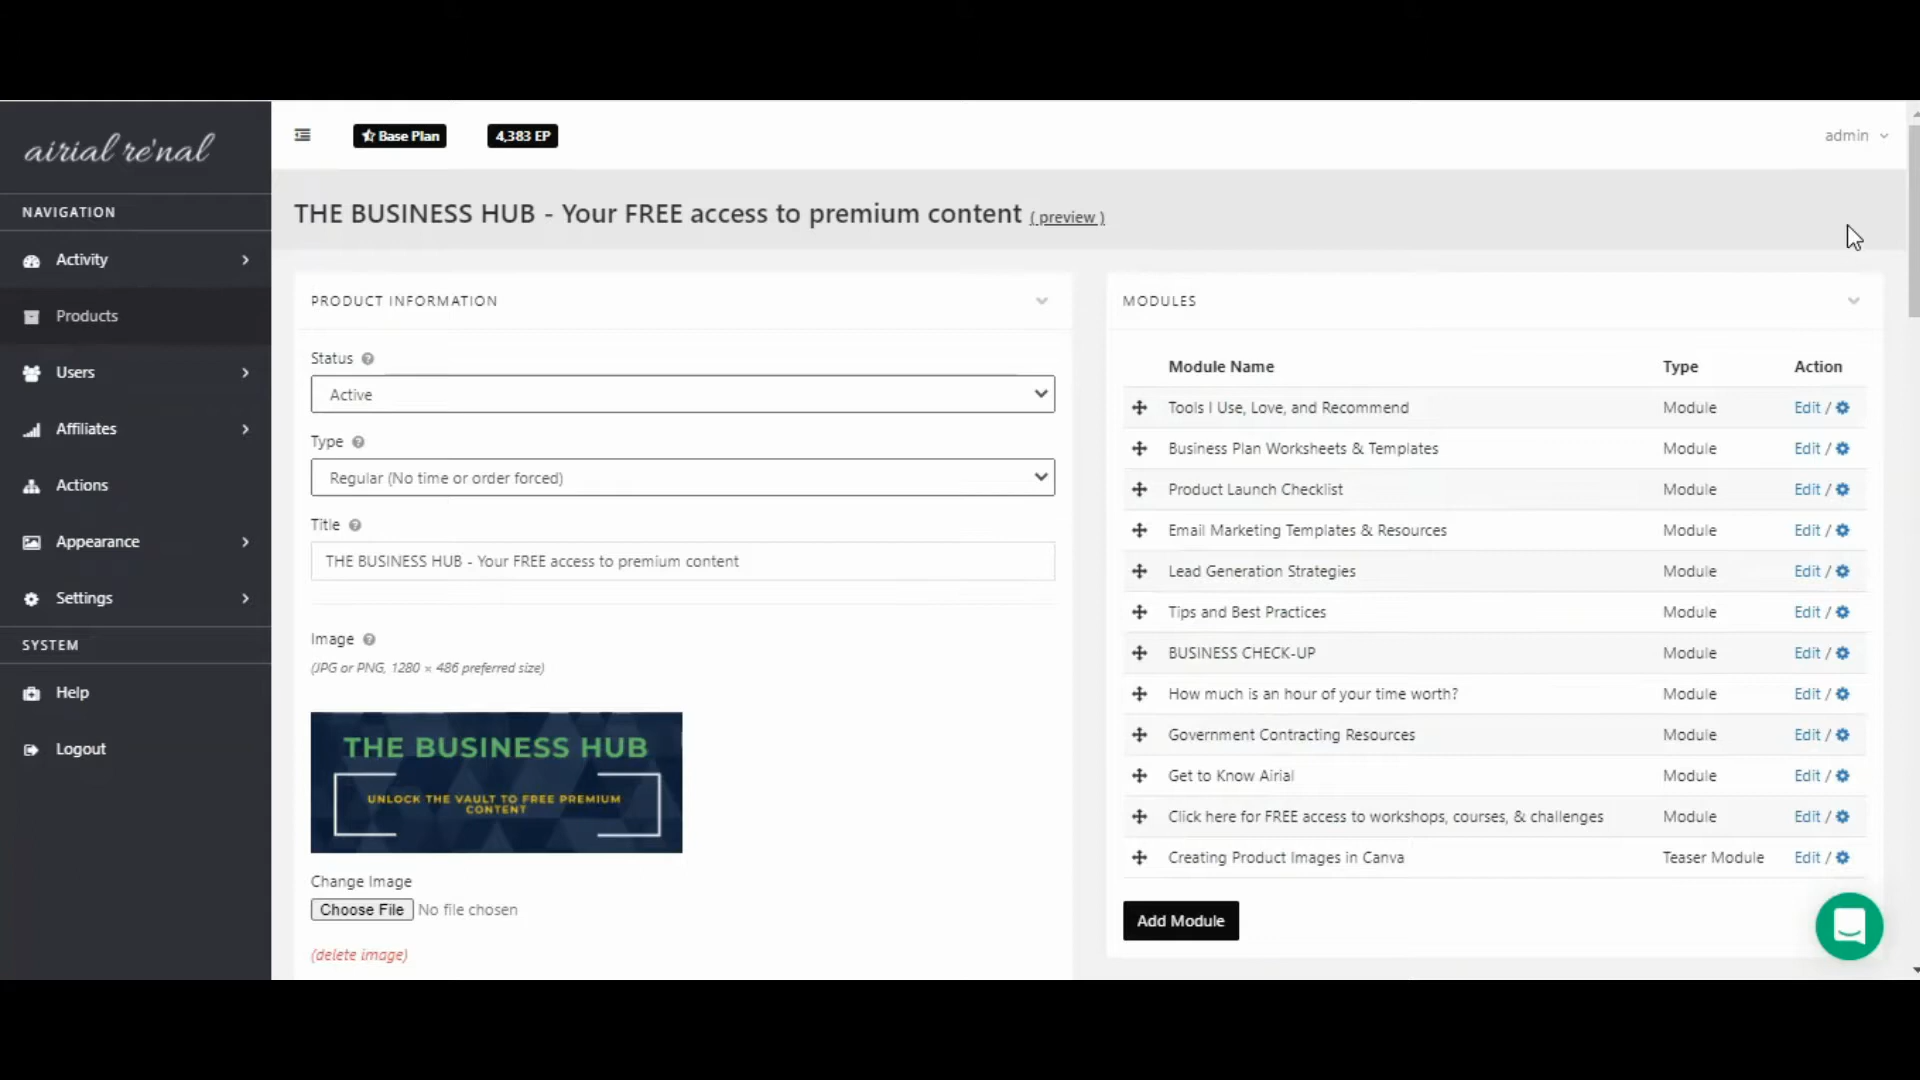 airial re'nal
Base Plan
4,383 EP
admin
NAVIGATION
Activity
Products
Users
Affiliates
Actions
Appearance
Settings
SYSTEM
Help
Logout
THE BUSINESS HUB - Your FREE access to premium content ( preview )
PRODUCT INFORMATION
Status
Active
Type
Regular (No time or order forced)
Title
THE BUSINESS HUB - Your FREE access to premium content
Image
(JPG or PNG, 1280 × 486 preferred size)
THE BUSINESS HUB
UNLOCK THE VAULT TO FREE PREMIUM
CONTENT
Change Image
Choose File No file chosen
(delete image)
MODULES
Module Name Type Action
Tools I Use, Love, and Recommend Module Edit /
Business Plan Worksheets & Templates Module Edit /
Product Launch Checklist Module Edit /
Email Marketing Templates & Resources Module Edit /
Lead Generation Strategies Module Edit /
Tips and Best Practices Module Edit /
BUSINESS CHECK-UP Module Edit /
How much is an hour of your time worth? Module Edit /
Government Contracting Resources Module Edit /
Get to Know Airial Module Edit /
Click here for FREE access to workshops, courses, & challenges Module Edit /
Creating Product Images in Canva Teaser Module Edit /
Add Module